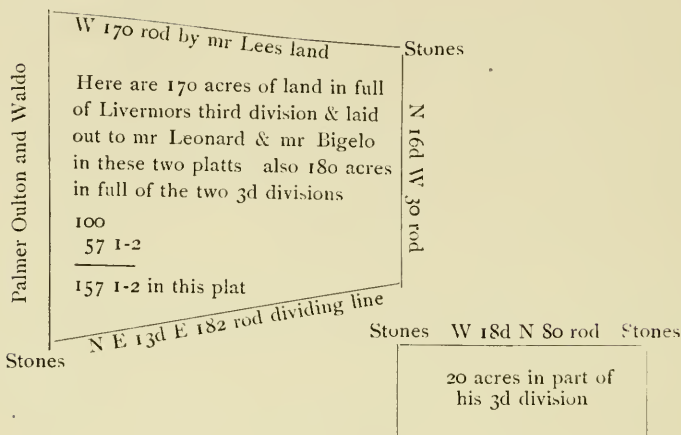 W 170 rod by mr Lees land
Stones
Palmer Oulton and Waldo
Here are 170 acres of land in full
of Livermors third division & laid
out to mr Leonard & mr Bigelo
in these two platts also 180 acres
in full of the two 3d divisions
100
57 1-2
157 1-2 in this plat
N 16d W 30 rod
N E 13d E 182 rod dividing line
Stones
Stones W 18d N 80 rod Stones
20 acres in part of
his 3d division